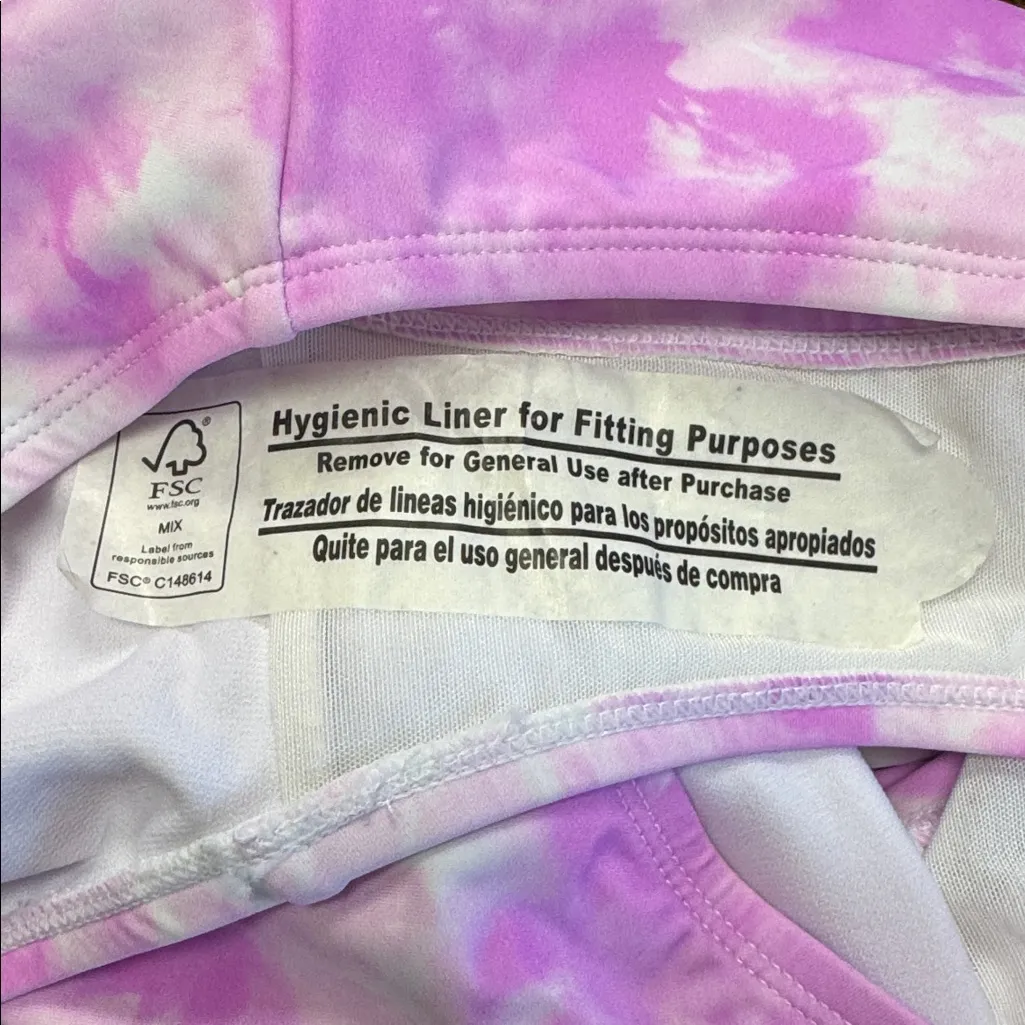 FSC
www.fsc.org
MIX
Label from
responsible sources
FSC® C148614
Hygienic Liner for Fitting Purposes
Remove for General Use after Purchase
Trazador de lineas higiénico para los propósitos apropiados
Quite para el uso general después de compra